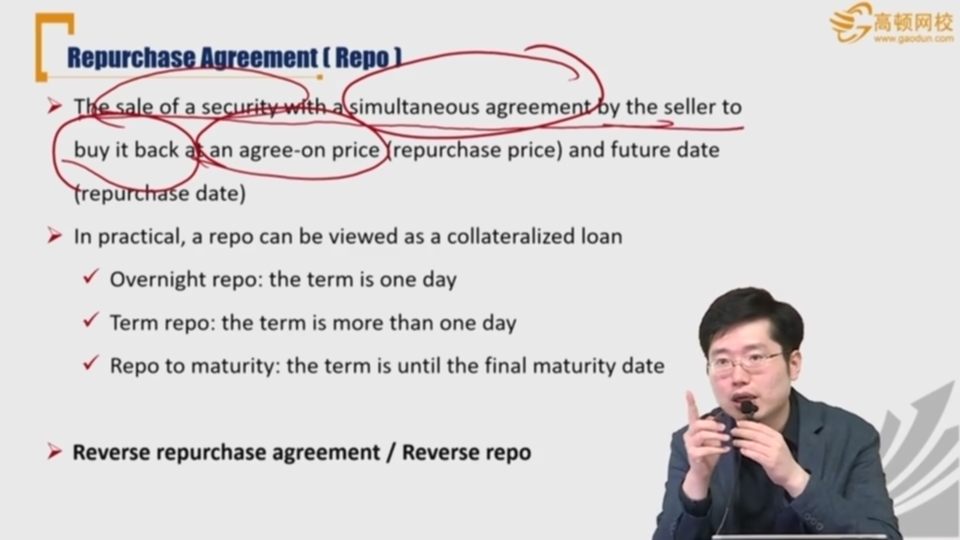 高顿网校
www.gaodun.com
Repurchase Agreement ( Repo )
The sale of a security with a simultaneous agreement by the seller to
buy it back at an agree-on price (repurchase price) and future date
(repurchase date)
In practical, a repo can be viewed as a collateralized loan
Overnight repo: the term is one day
Term repo: the term is more than one day
Repo to maturity: the term is until the final maturity date
Reverse repurchase agreement / Reverse repo